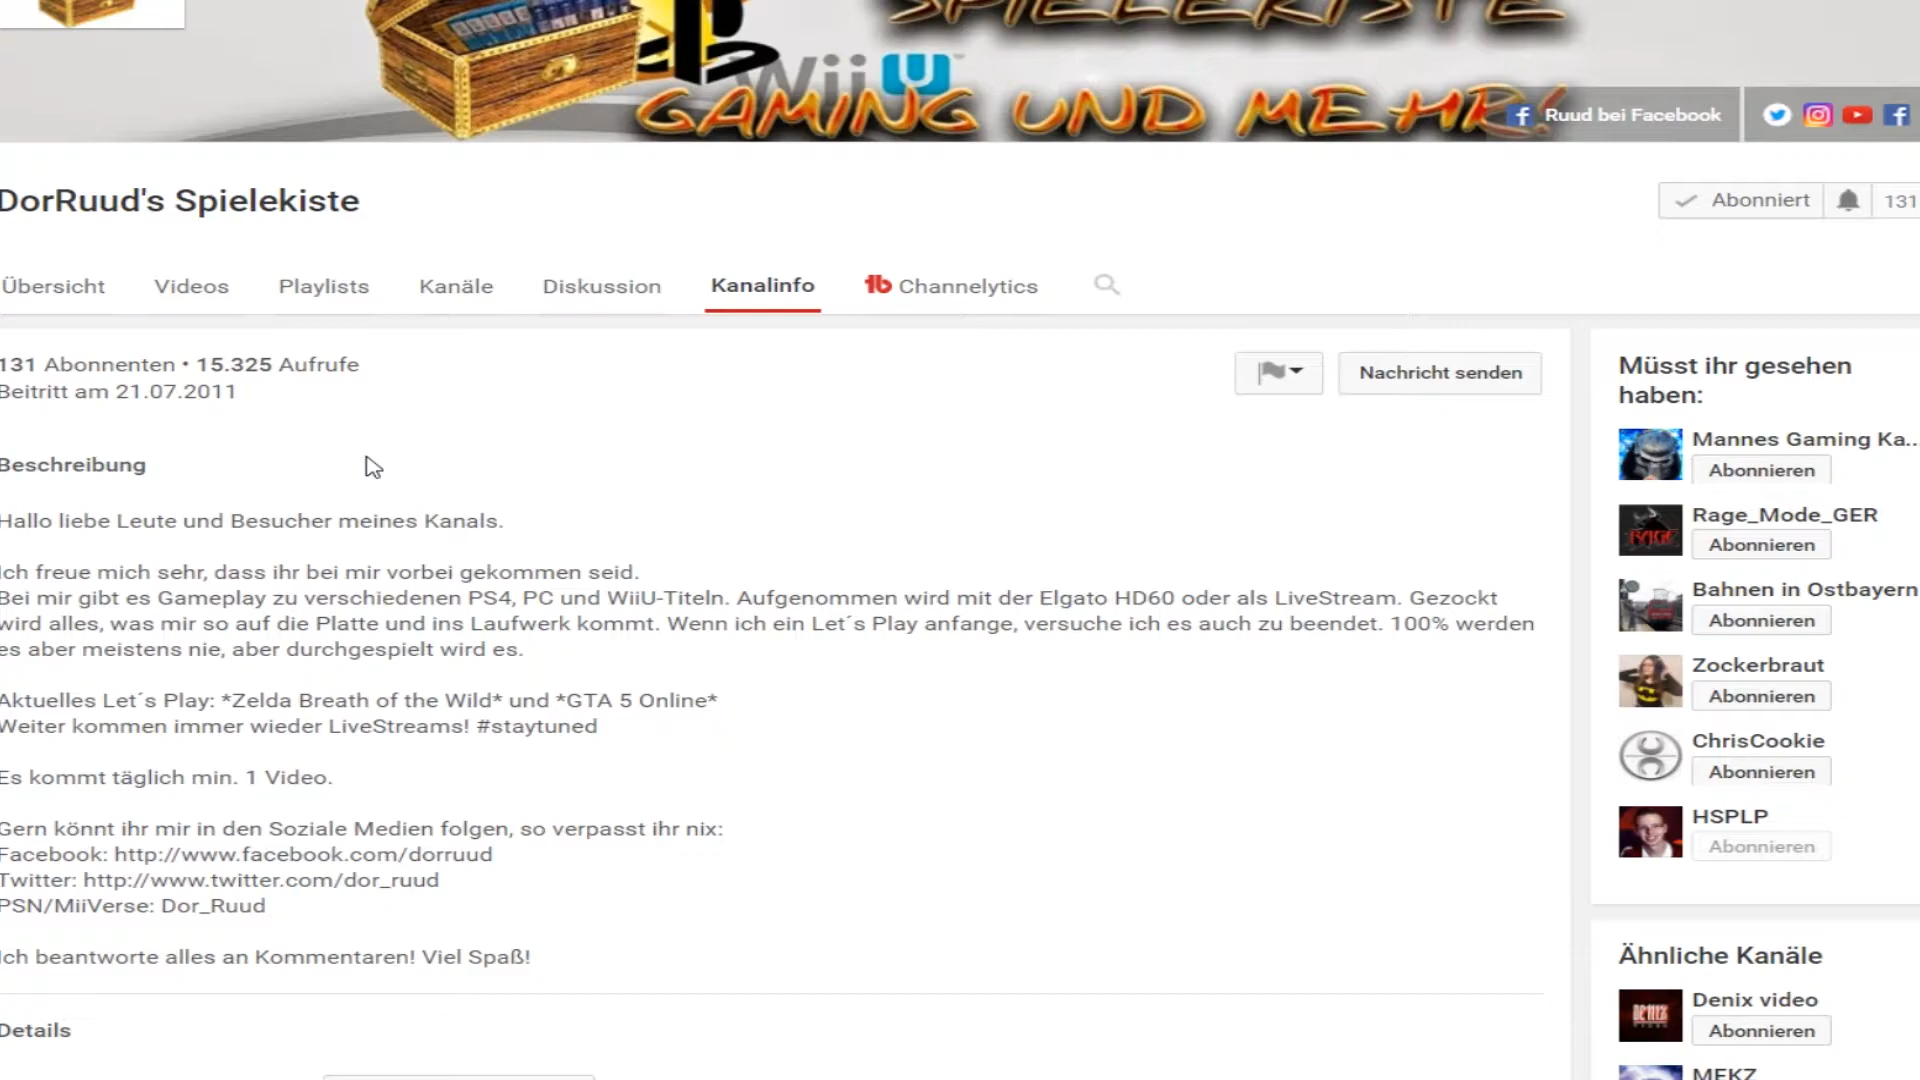 SPIELEKISTE
Wii U
GAMING UND MEHR!
Ruud bei Facebook
DorRuud's Spielekiste
Abonniert
131
Übersicht
Videos
Playlists
Kanäle
Diskussion
Kanalinfo
Channelytics
131 Abonnenten • 15.325 Aufrufe
Beitritt am 21.07.2011
Nachricht senden
Beschreibung
Hallo liebe Leute und Besucher meines Kanals.
Ich freue mich sehr, dass ihr bei mir vorbei gekommen seid.
Bei mir gibt es Gameplay zu verschiedenen PS4, PC und WiiU-Titeln. Aufgenommen wird mit der Elgato HD60 oder als LiveStream. Gezockt
wird alles, was mir so auf die Platte und ins Laufwerk kommt. Wenn ich ein Let´s Play anfange, versuche ich es auch zu beendet. 100% werden
es aber meistens nie, aber durchgespielt wird es.
Aktuelles Let´s Play: *Zelda Breath of the Wild* und *GTA 5 Online*
Weiter kommen immer wieder LiveStreams! #staytuned
Es kommt täglich min. 1 Video.
Gern könnt ihr mir in den Soziale Medien folgen, so verpasst ihr nix:
Facebook: http://www.facebook.com/dorruud
Twitter: http://www.twitter.com/dor_ruud
PSN/MiiVerse: Dor_Ruud
Ich beantworte alles an Kommentaren! Viel Spaß!
Details
Müsst ihr gesehen
haben:
Mannes Gaming Ka...
Abonnieren
Rage_Mode_GER
Abonnieren
Bahnen in Ostbayern
Abonnieren
Zockerbraut
Abonnieren
ChrisCookie
Abonnieren
HSPLP
Abonnieren
Ähnliche Kanäle
Denix video
Abonnieren
MEKZ